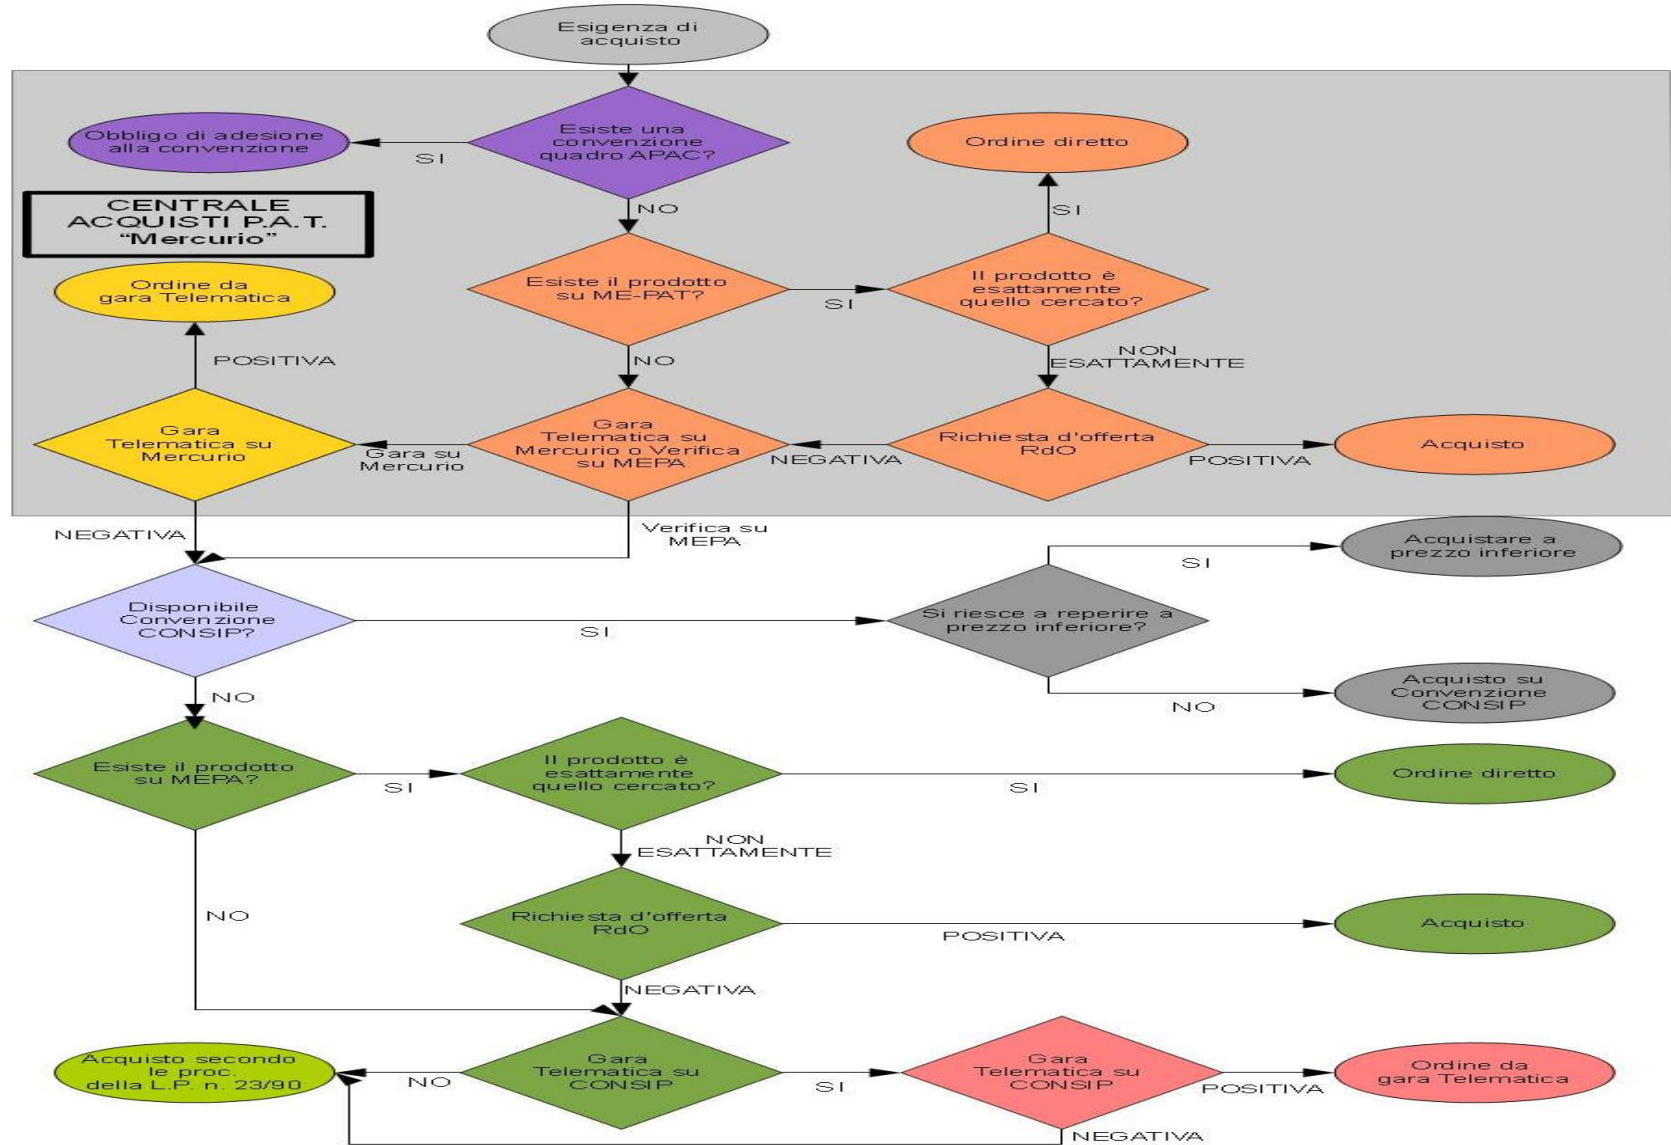 Esigenza di
acquisto
Esiste una
convenzione
quadro APAC?
SI
Obbligo di adesione
alla convenzione
NO
CENTRALE
ACQUISTI P.A.T.
“Mercurio”
Ordine diretto
SI
Esiste il prodotto
su ME-PAT?
SI
Il prodotto è
esattamente
quello cercato?
Ordine da
gara Telematica
POSITIVA
NO
NON
ESATTAMENTE
Gara
Telematica su
Mercurio
Gara su
Mercurio
Gara
Telematica su
Mercurio o Verifica
su MEPA
NEGATIVA
Richiesta d'offerta
RdO
POSITIVA
Acquisto
NEGATIVA
Verifica su
MEPA
Acquistare a
prezzo inferiore
SI
Disponibile
Convenzione
CONSIP?
SI
Si riesce a reperire a
prezzo inferiore?
NO
Acquisto su
Convenzione
CONSIP
NO
Esiste il prodotto
su MEPA?
SI
Il prodotto è
esattamente
quello cercato?
SI
Ordine diretto
NON
ESATTAMENTE
NO
Richiesta d'offerta
RdO
POSITIVA
Acquisto
NEGATIVA
Acquisto secondo
le proc.
della L.P. n. 23/90
NO
Gara
Telematica su
CONSIP
SI
Gara
Telematica su
CONSIP
POSITIVA
Ordine da
gara Telematica
NEGATIVA